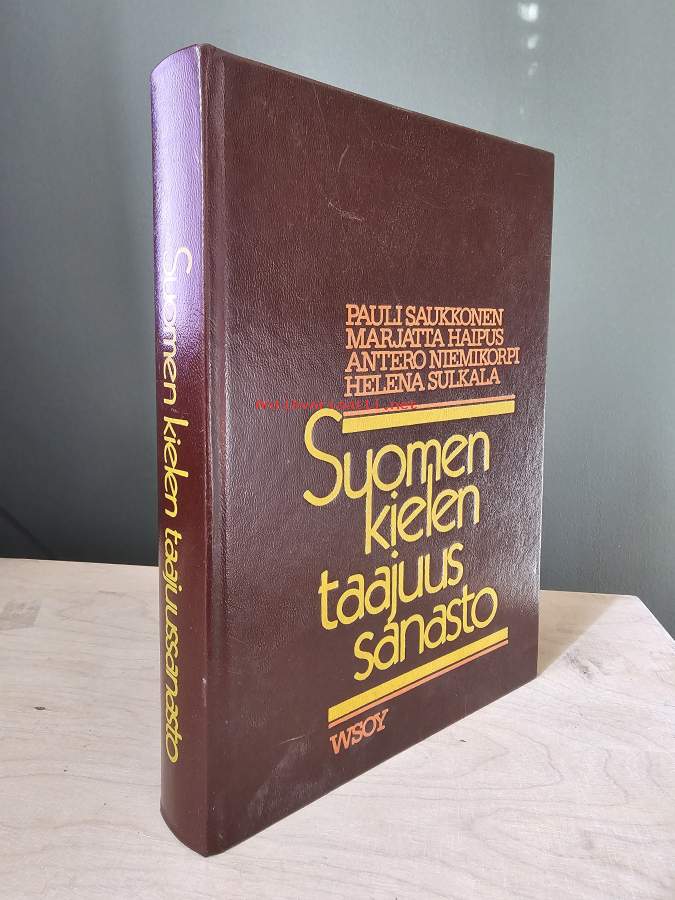 Suomen kielen taajuussanasto
PAULI SAUKKONEN
MARJATTA HAIPUS
ANTERO NIEMIKORPI
HELENA SULKALA
Suomen
kielen
taajuus
sanasto
WSOY